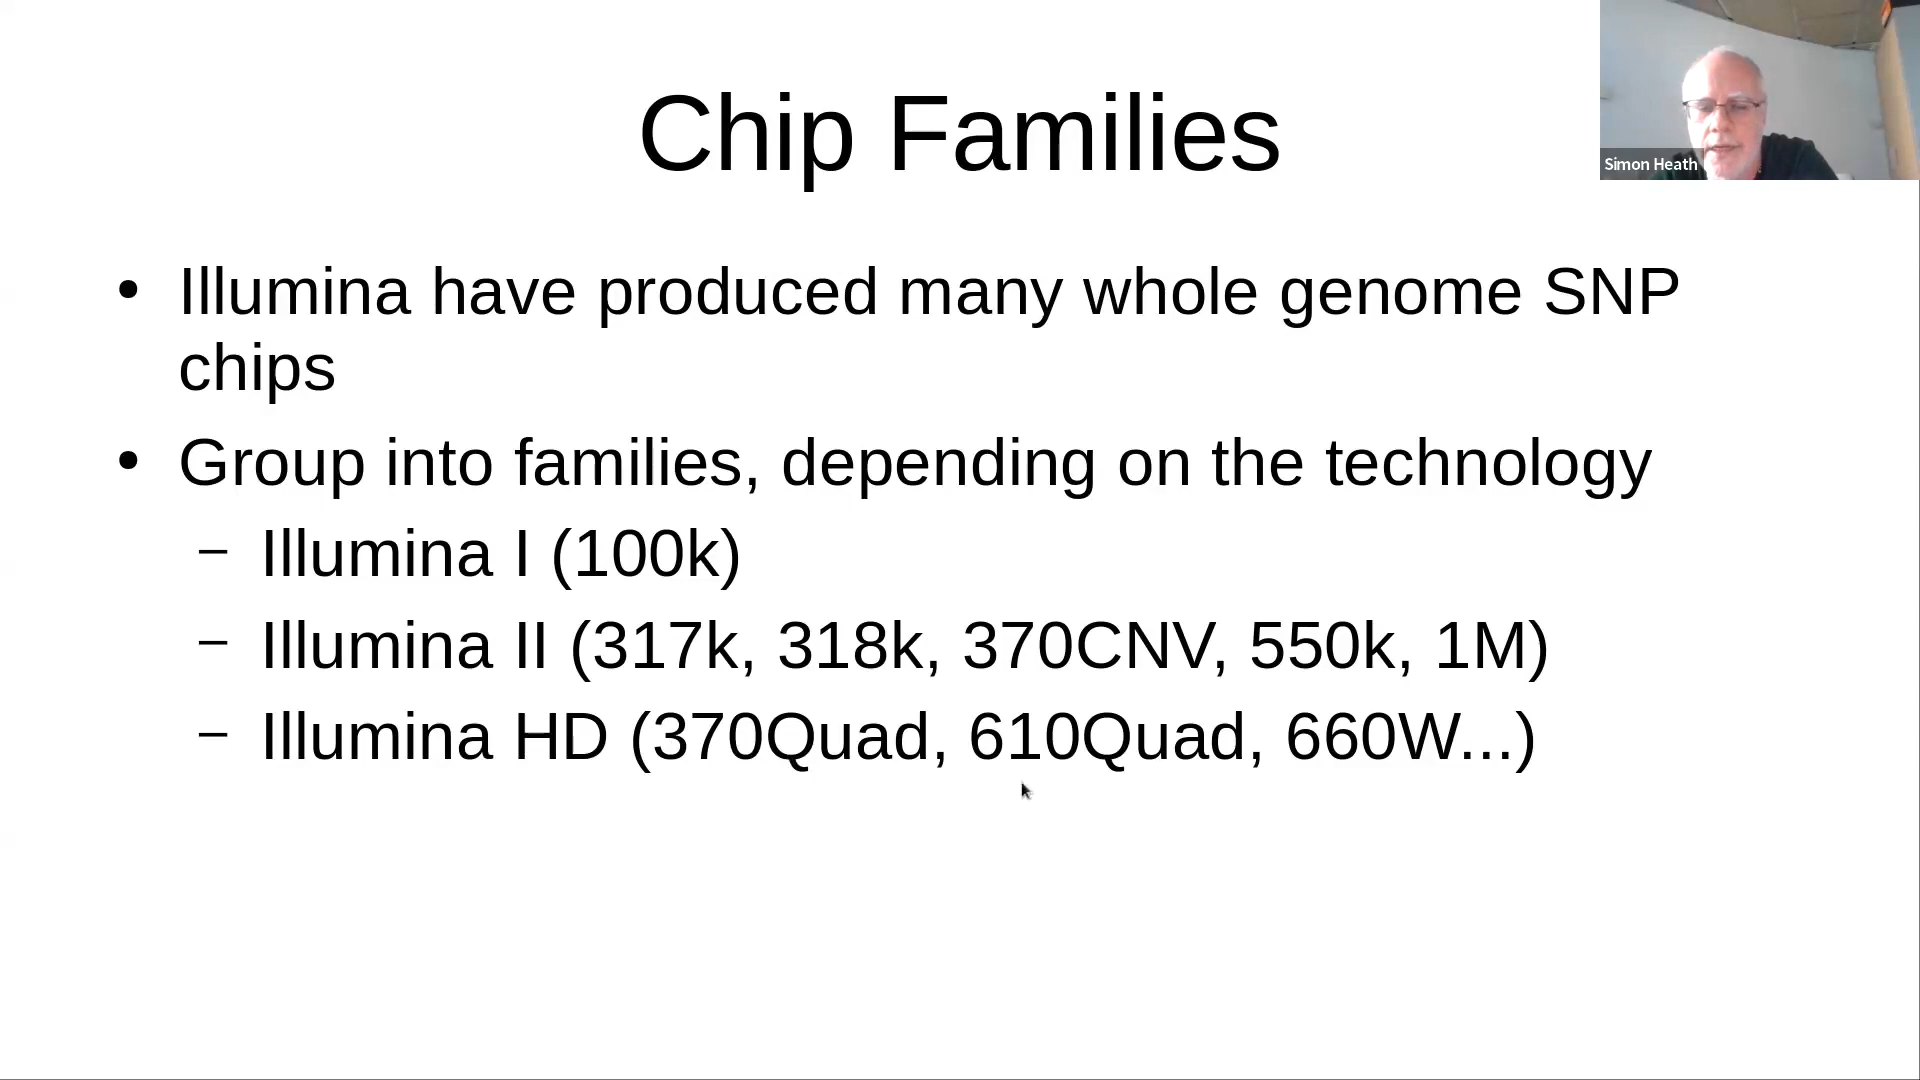 Chip Families
Simon Heath
• Illumina have produced many whole genome SNP
chips
• Group into families, depending on the technology
– Illumina I (100k)
– Illumina II (317k, 318k, 370CNV, 550k, 1M)
– Illumina HD (370Quad, 610Quad, 660W...)